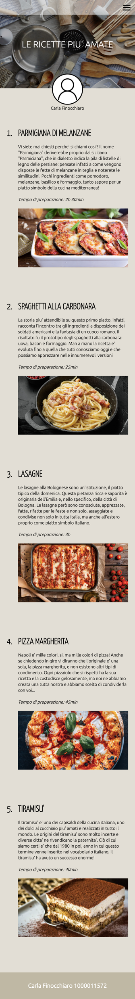 LE RICETTE PIU' AMATE
Carla Finocchiaro
1. PARMIGIANA DI MELANZANE
Vi siete mai chiesti perche' si chiami cosi'? Il nome
"Parmigiana" deriverebbe proprio dal siciliano
"Parmiciana", che in dialetto indica la pila di listelle di
legno delle persiane: pensate infatti a come vengono
disposte le fette di melanzane in teglia e noterete le
similitudini. Pochi ingredienti come pomodoro,
melanzane, basilico e formaggio, tanto sapore per un
piatto simbolo della cucina mediterranea!
Tempo di preparazione: 2h 30min
2. SPAGHETTI ALLA CARBONARA
La storia piu' attendibile su questo primo piatto, infatti,
racconta l'incontro tra gli ingredienti a disposizione dei
soldati americani e la fantasia di un cuoco romano. Il
risultato fu il prototipo degli spaghetti alla carbonara:
uova, bacon e formaggio. Man a mano la ricetta e'
evoluta fino a quella che tutti conosciamo oggi e che
possiamo apprezzare nelle innumerevoli versioni
Tempo di preparazione: 25min
3. LASAGNE
Le lasagne alla Bolognese sono un'istituzione, il piatto
tipico della domenica. Questa pietanza ricca e saporita è
originaria dell'Emilia e, nello specifico, della città di
Bologna. Le lasagne però sono conosciute, apprezzate,
fatte, rifatte per le feste e non solo, assaggiate e
condivise non solo in tutta Italia, ma anche all'estero
proprio come piatto simbolo italiano.
Tempo di preparazione: 3h
4. PIZZA MARGHERITA
Napoli e' mille colori, si, ma mille colori di pizza! Anche
se chiedendo in giro vi diranno che l'originale e' una
sola, la pizza margherita, e non esistono altri tipi di
condimento. Ogni pizzaiolo che si rispetti ha la sua
ricetta e la custodisce gelosamente, ma noi ne abbiamo
creata una tutta nostra e abbiamo scelto di condividerla
con voi...
Tempo di preparazione: 45min
5. TIRAMISU'
Il tiramisu' e' uno dei capisaldi della cucina italiana, uno
dei dolci al cucchiaio piu' amati e realizzati in tutto il
mondo. Le origini del tiramisu' sono molto incerte e
diverse citta' ne rivendicano la paternita'. Ciò di cui
siamo certi e' che dal 1980 in poi, anno in cui questo
termine venne inserito nel vocabolario italiano, il
tiramisu' ha avuto un successo enorme!
Tempo di preparazione: 40min
Carla Finocchiaro 1000011572